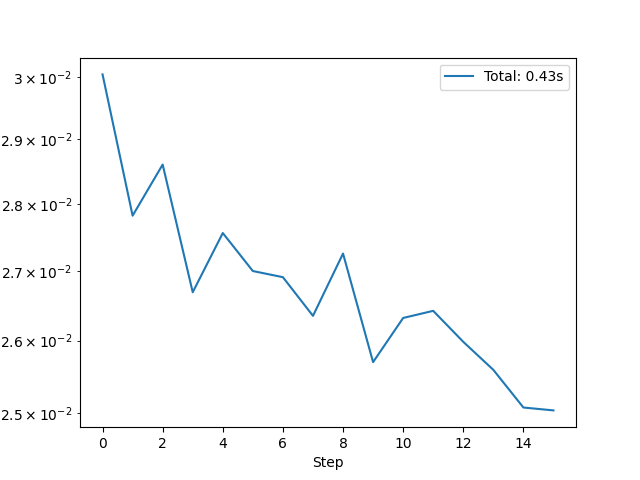 Total: 0.43s
3 × 10⁻²
2.9 × 10⁻²
2.8 × 10⁻²
2.7 × 10⁻²
2.6 × 10⁻²
2.5 × 10⁻²
0 2 4 6 8 10 12 14
Step